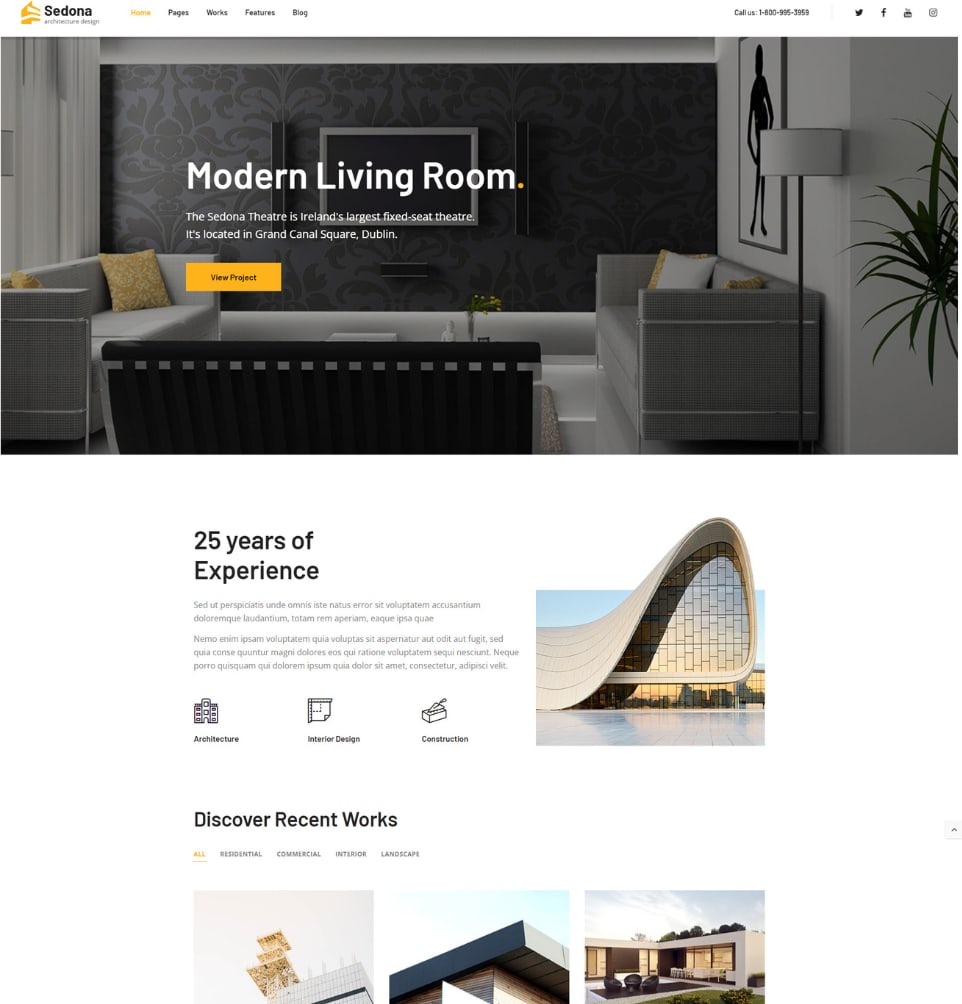 Sedona
architecture design
Home Pages Works Features Blog
Call us: 1-800-995-3959
Modern Living Room.
The Sedona Theatre is Ireland's largest fixed-seat theatre.
It's located in Grand Canal Square, Dublin.
View Project
25 years of
Experience
Sed ut perspiciatis unde omnis iste natus error sit voluptatem accusantium
doloremque laudantium, totam rem aperiam, eaque ipsa quae
Nemo enim ipsam voluptatem quia voluptas sit aspernatur aut odit aut fugit, sed
quia conse quuntur magni dolores eos qui ratione voluptatem sequi nesciunt. Neque
porro quisquam qui dolorem ipsum quia dolor sit amet, consectetur, adipisci velit.
Architecture Interior Design Construction
Discover Recent Works
ALL RESIDENTIAL COMMERCIAL INTERIOR LANDSCAPE